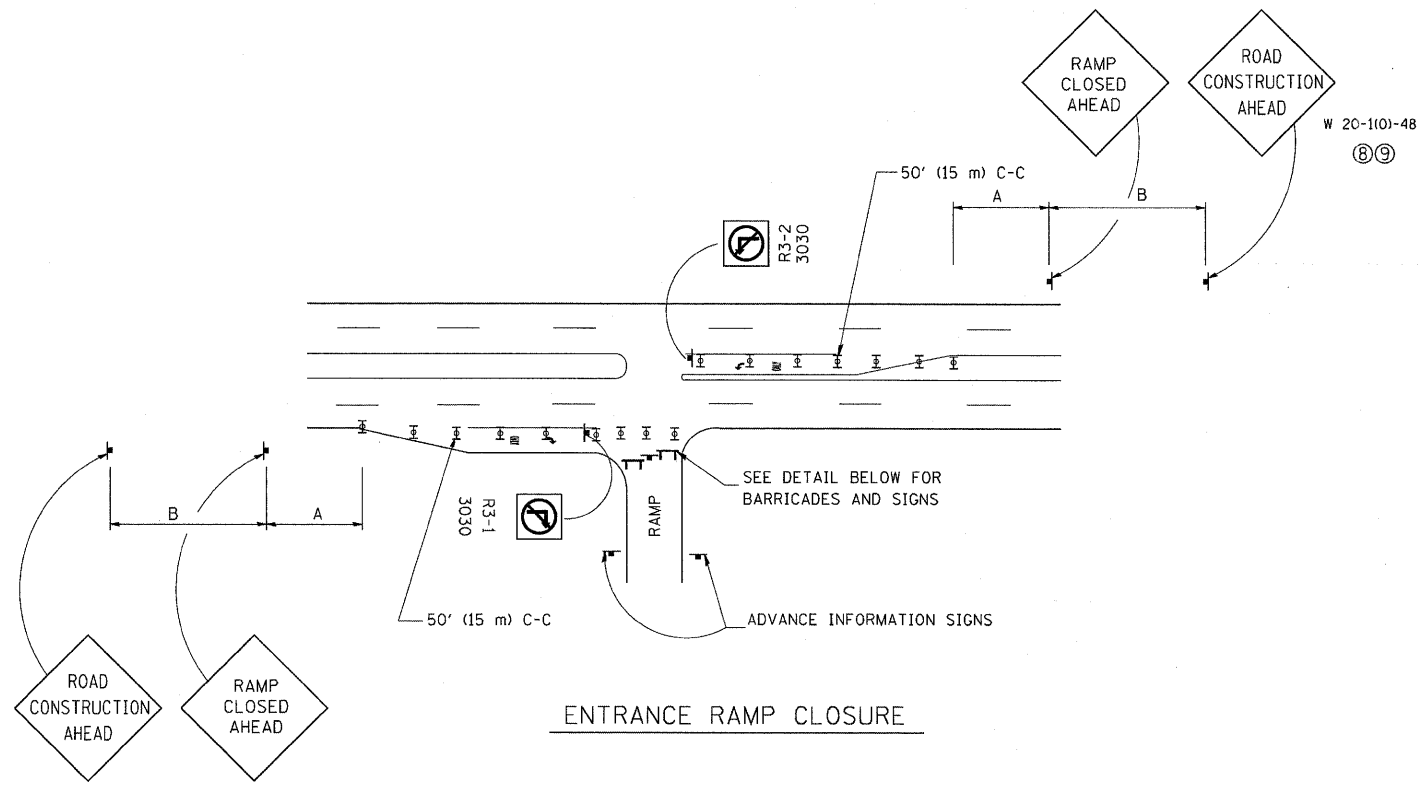 RAMP
CLOSED
AHEAD
ROAD
CONSTRUCTION
AHEAD
W 20-1(0)-48
⑧⑨
50' (15 m) C-C
A
B
R3-2
3030
SEE DETAIL BELOW FOR
BARRICADES AND SIGNS
B
A
R3-1
3030
RAMP
50' (15 m) C-C
ADVANCE INFORMATION SIGNS
ROAD
CONSTRUCTION
AHEAD
RAMP
CLOSED
AHEAD
ENTRANCE RAMP CLOSURE